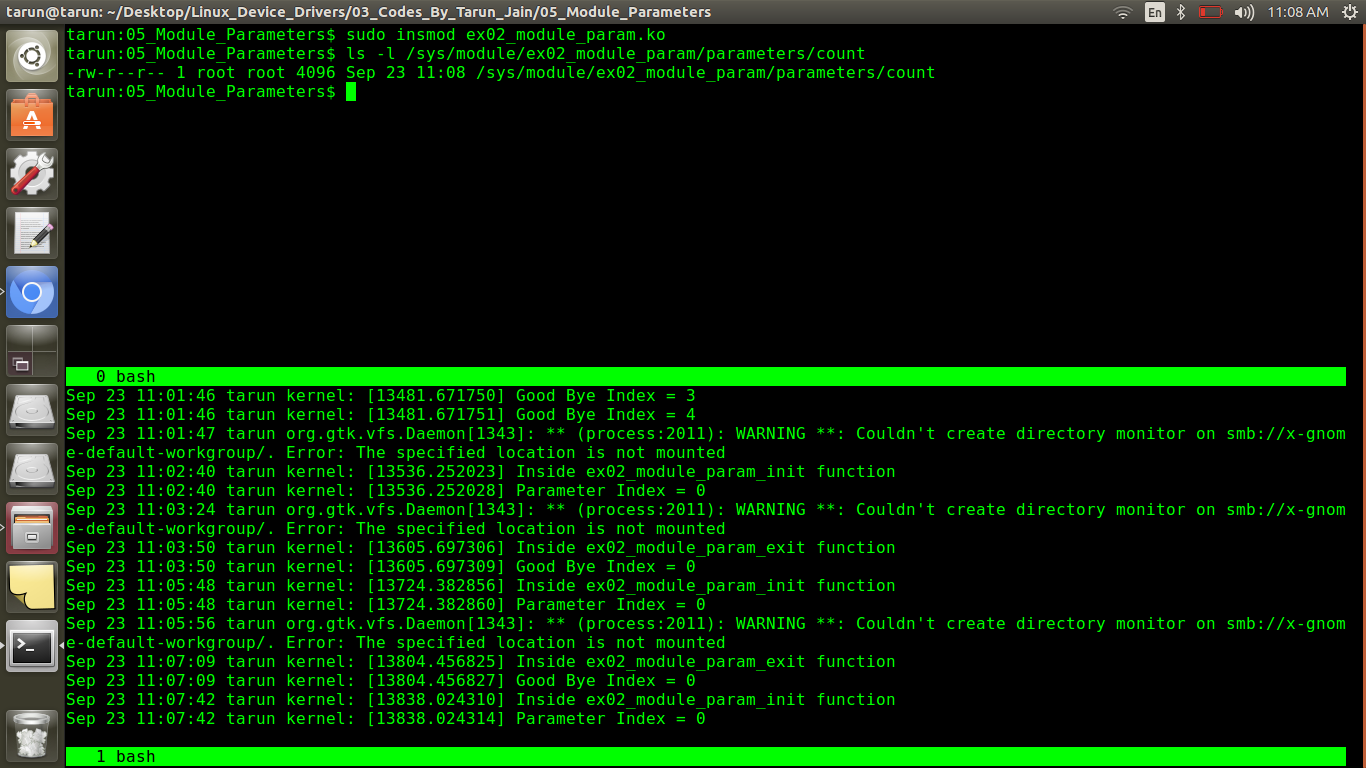 tarun@tarun: ~/Desktop/Linux_Device_Drivers/03_Codes_By_Tarun_Jain/05_Module_Parameters
En
11:08 AM
tarun:05_Module_Parameters$ sudo insmod ex02_module_param.ko
tarun:05_Module_Parameters$ ls -l /sys/module/ex02_module_param/parameters/count
-rw-r--r-- 1 root root 4096 Sep 23 11:08 /sys/module/ex02_module_param/parameters/count
tarun:05_Module_Parameters$
0 bash
Sep 23 11:01:46 tarun kernel: [13481.671750] Good Bye Index = 3
Sep 23 11:01:46 tarun kernel: [13481.671751] Good Bye Index = 4
Sep 23 11:01:47 tarun org.gtk.vfs.Daemon[1343]: ** (process:2011): WARNING **: Couldn't create directory monitor on smb://x-gnom
e-default-workgroup/. Error: The specified location is not mounted
Sep 23 11:02:40 tarun kernel: [13536.252023] Inside ex02_module_param_init function
Sep 23 11:02:40 tarun kernel: [13536.252028] Parameter Index = 0
Sep 23 11:03:24 tarun org.gtk.vfs.Daemon[1343]: ** (process:2011): WARNING **: Couldn't create directory monitor on smb://x-gnom
e-default-workgroup/. Error: The specified location is not mounted
Sep 23 11:03:50 tarun kernel: [13605.697306] Inside ex02_module_param_exit function
Sep 23 11:03:50 tarun kernel: [13605.697309] Good Bye Index = 0
Sep 23 11:05:48 tarun kernel: [13724.382856] Inside ex02_module_param_init function
Sep 23 11:05:48 tarun kernel: [13724.382860] Parameter Index = 0
Sep 23 11:05:56 tarun org.gtk.vfs.Daemon[1343]: ** (process:2011): WARNING **: Couldn't create directory monitor on smb://x-gnom
e-default-workgroup/. Error: The specified location is not mounted
Sep 23 11:07:09 tarun kernel: [13804.456825] Inside ex02_module_param_exit function
Sep 23 11:07:09 tarun kernel: [13804.456827] Good Bye Index = 0
Sep 23 11:07:42 tarun kernel: [13838.024310] Inside ex02_module_param_init function
Sep 23 11:07:42 tarun kernel: [13838.024314] Parameter Index = 0
1 bash